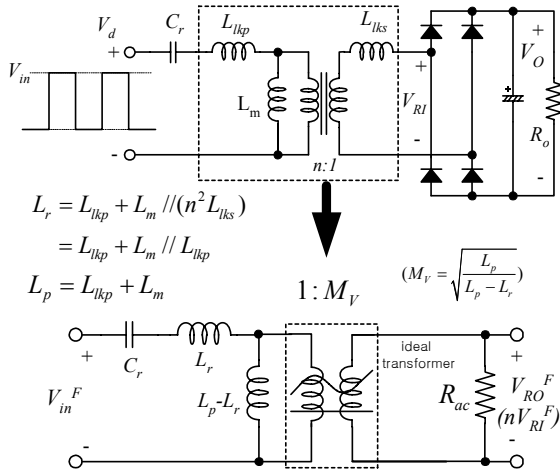 C_r
L_lkp
L_lks
V_d
+
+
+
V_in
L_m
V_RI
V_O
R_o
-
-
-
n:1
L_r = L_lkp + L_m //(n^2 L_lks)
= L_lkp + L_m // L_lkp
L_p = L_lkp + L_m
1: M_V
(M_V = √(L_p / (L_p − L_r)))
+
C_r
L_r
ideal
transformer
+
V_in^F
L_p-L_r
R_ac
V_RO^F
(nV_RI^F)
-
-